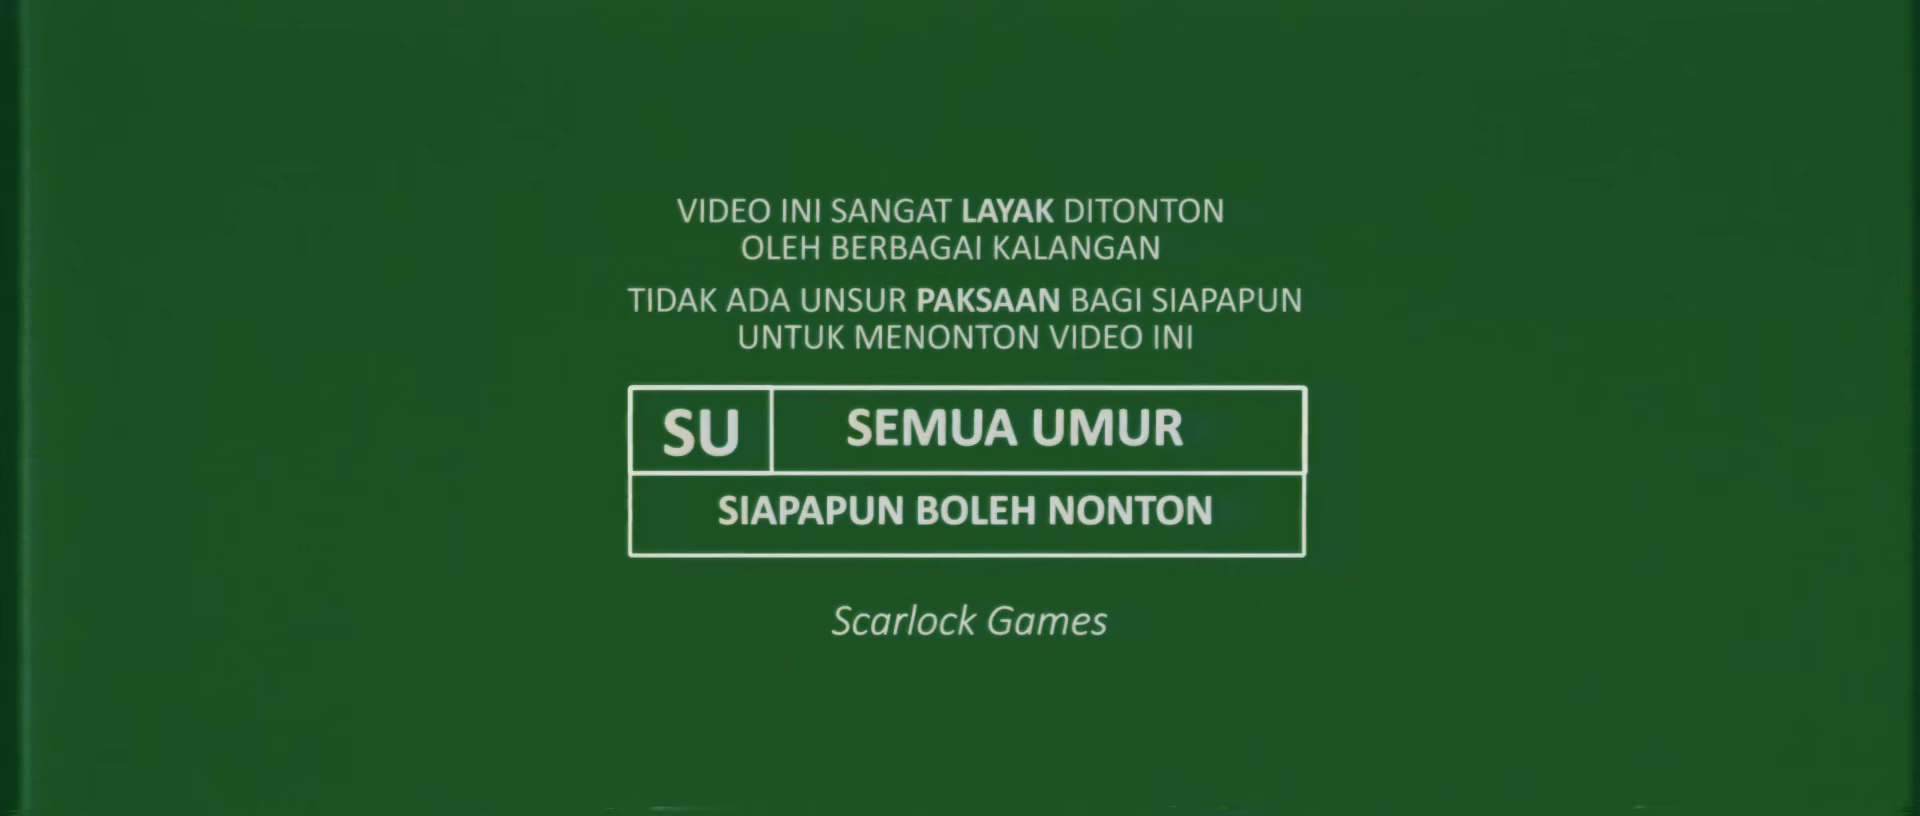 VIDEO INI SANGAT LAYAK DITONTON
OLEH BERBAGAI KALANGAN
TIDAK ADA UNSUR PAKSAAN BAGI SIAPAPUN
UNTUK MENONTON VIDEO INI
SU SEMUA UMUR
SIAPAPUN BOLEH NONTON
Scarlock Games